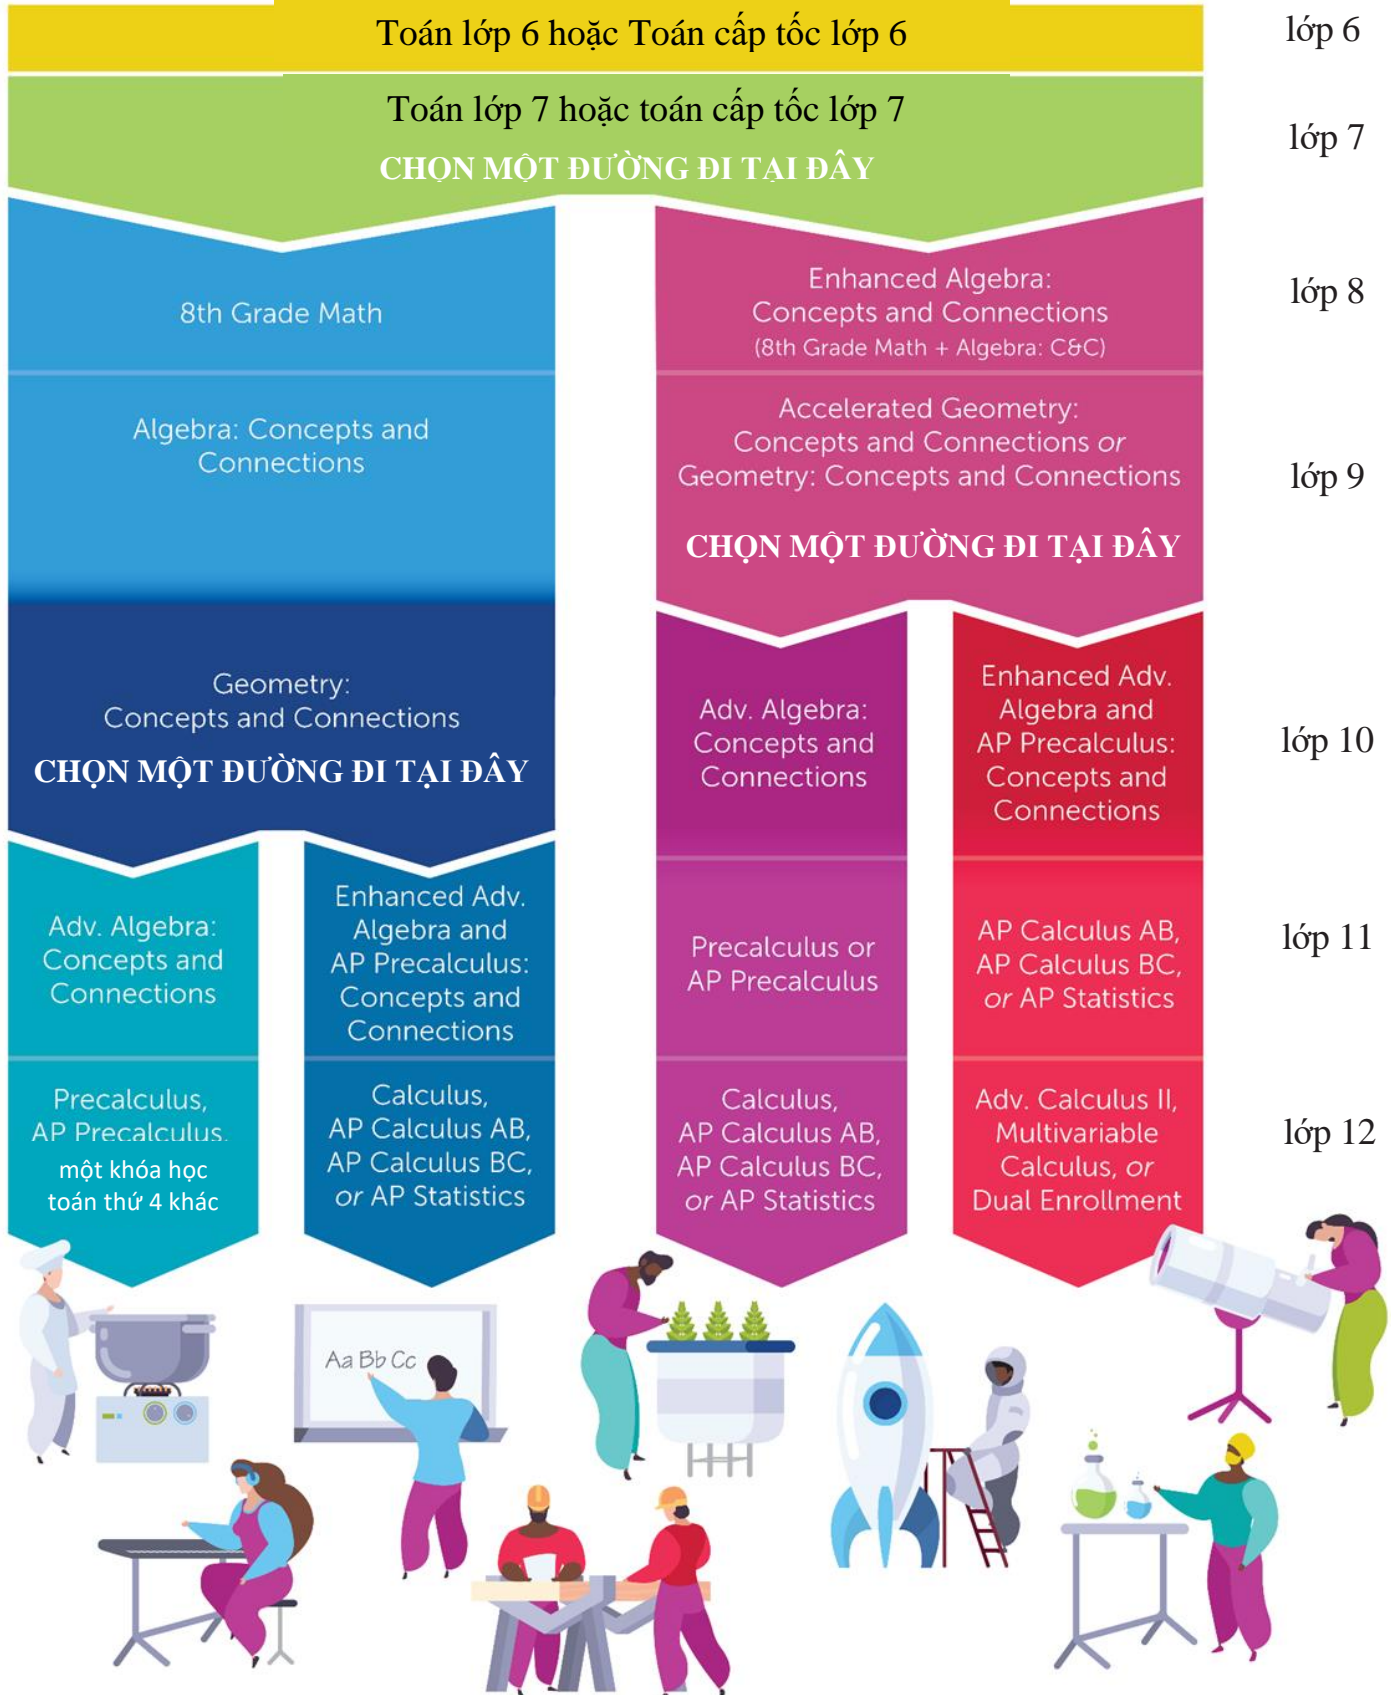 Toán lớp 6 hoặc Toán cấp tốc lớp 6
lớp 6
Toán lớp 7 hoặc toán cấp tốc lớp 7
CHỌN MỘT ĐƯỜNG ĐI TẠI ĐÂY
lớp 7
8th Grade Math
Enhanced Algebra:
Concepts and Connections
(8th Grade Math + Algebra: C&C)
lớp 8
Algebra: Concepts and
Connections
Accelerated Geometry:
Concepts and Connections or
Geometry: Concepts and Connections
CHỌN MỘT ĐƯỜNG ĐI TẠI ĐÂY
lớp 9
Geometry:
Concepts and Connections
CHỌN MỘT ĐƯỜNG ĐI TẠI ĐÂY
Adv. Algebra:
Concepts and
Connections
Enhanced Adv.
Algebra and
AP Precalculus:
Concepts and
Connections
lớp 10
Adv. Algebra:
Concepts and
Connections
Enhanced Adv.
Algebra and
AP Precalculus:
Concepts and
Connections
Precalculus or
AP Precalculus
AP Calculus AB,
AP Calculus BC,
or AP Statistics
lớp 11
Precalculus,
AP Precalculus,
một khóa học
toán thứ 4 khác
Calculus,
AP Calculus AB,
AP Calculus BC,
or AP Statistics
Calculus,
AP Calculus AB,
AP Calculus BC,
or AP Statistics
Adv. Calculus II,
Multivariable
Calculus, or
Dual Enrollment
lớp 12
Aa Bb Cc